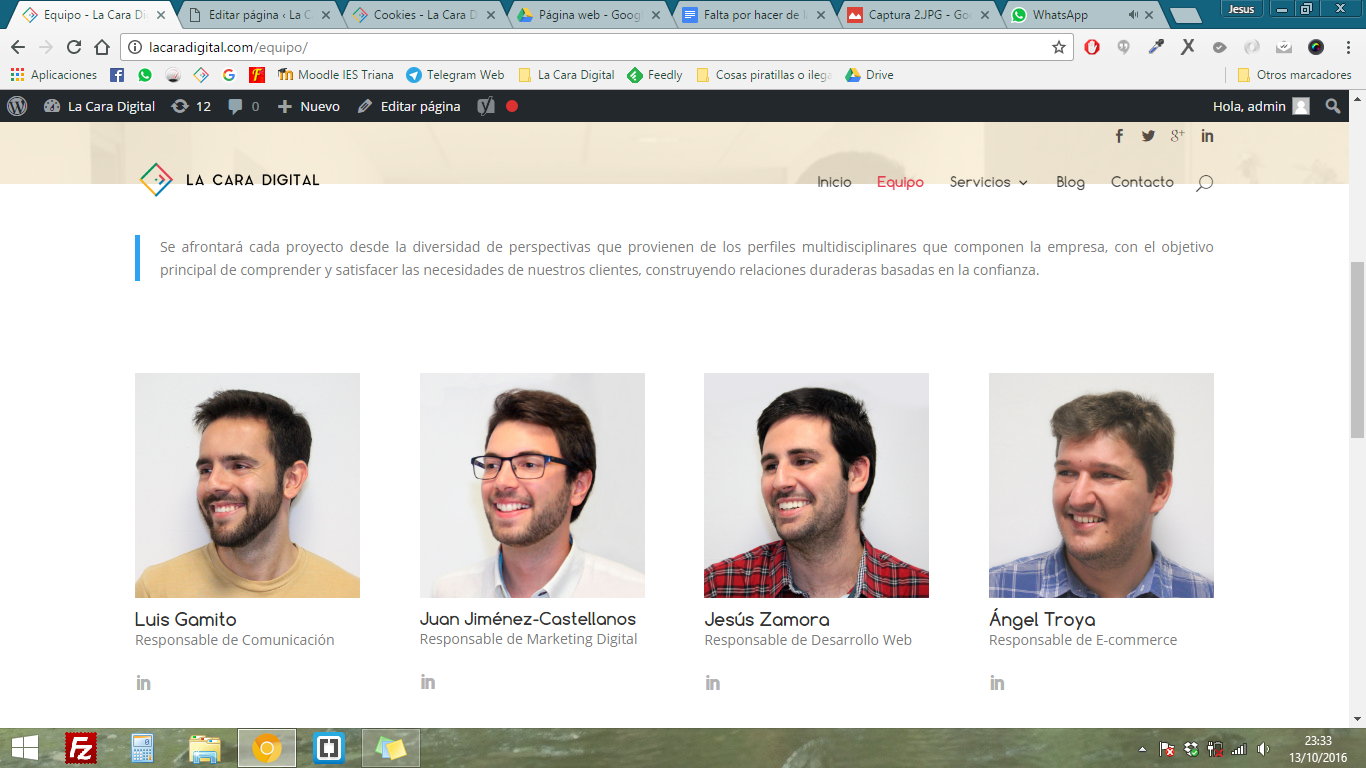 Equipo - La Cara Di
Editar página ‹ La C
Cookies - La Cara D
Página web - Goog
Falta por hacer de l
Captura 2.JPG - Goo
WhatsApp
Jesus
lacaradigital.com/equipo/
Aplicaciones
Moodle IES Triana
Telegram Web
La Cara Digital
Feedly
Cosas piratillas o ilega
Drive
Otros marcadores
La Cara Digital
12
0
Nuevo
Editar página
Hola, admin
LA CARA DIGITAL
Inicio
Equipo
Servicios
Blog
Contacto
Se afrontará cada proyecto desde la diversidad de perspectivas que provienen de los perfiles multidisciplinares que componen la empresa, con el objetivo
principal de comprender y satisfacer las necesidades de nuestros clientes, construyendo relaciones duraderas basadas en la confianza.
Luis Gamito
Responsable de Comunicación
Juan Jiménez-Castellanos
Responsable de Marketing Digital
Jesús Zamora
Responsable de Desarrollo Web
Ángel Troya
Responsable de E-commerce
23:33
13/10/2016